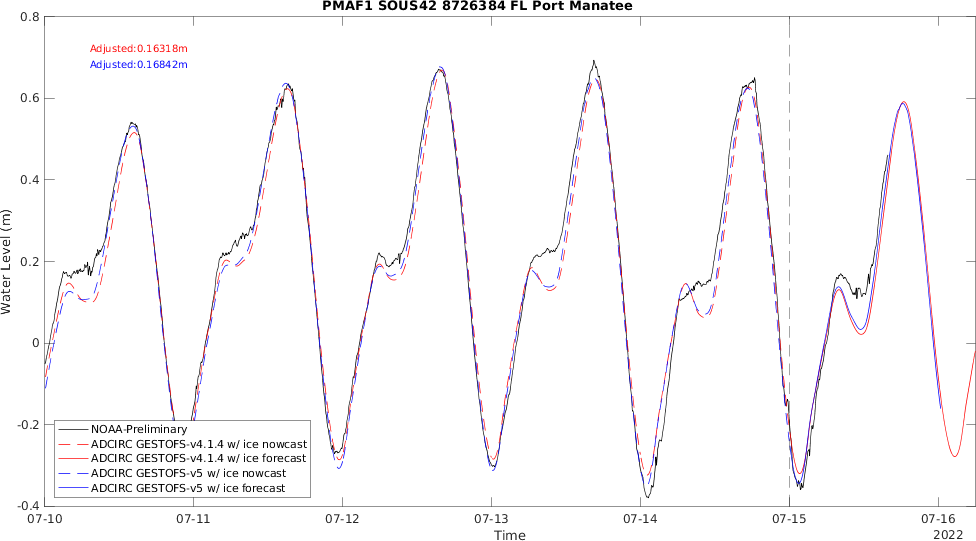 PMAF1 SOUS42 8726384 FL Port Manatee
0.8
Adjusted:0.16318m
Adjusted:0.16842m
0.6
0.4
0.2
0
-0.2
-0.4
Water Level (m)
NOAA-Preliminary
ADCIRC GESTOFS-v4.1.4 w/ ice nowcast
ADCIRC GESTOFS-v4.1.4 w/ ice forecast
ADCIRC GESTOFS-v5 w/ ice nowcast
ADCIRC GESTOFS-v5 w/ ice forecast
07-10 07-11 07-12 07-13 07-14 07-15 07-16
Time
2022